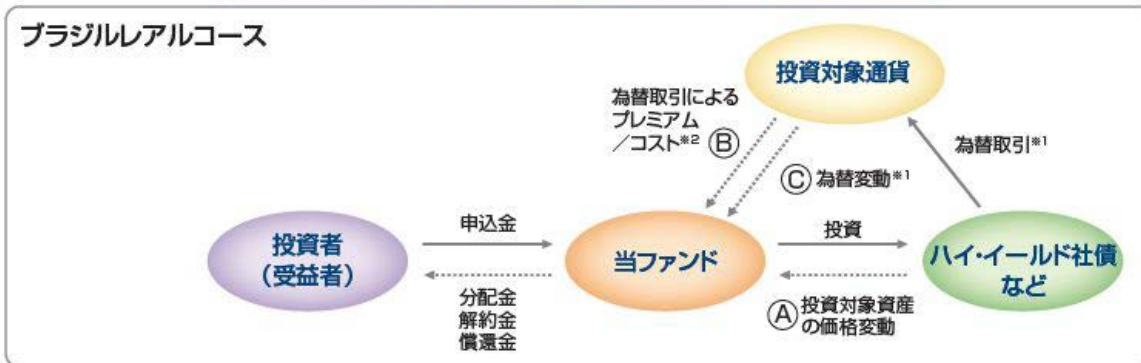 ブラジルレアルコース
投資対象通貨
為替取引による
プレミアム
/コスト※2 Ⓑ
為替取引※1
Ⓒ 為替変動※1
投資者
(受益者)
申込金
分配金
解約金
償還金
当ファンド
投資
Ⓐ 投資対象資産
の価格変動
ハイ・イールド社債
など